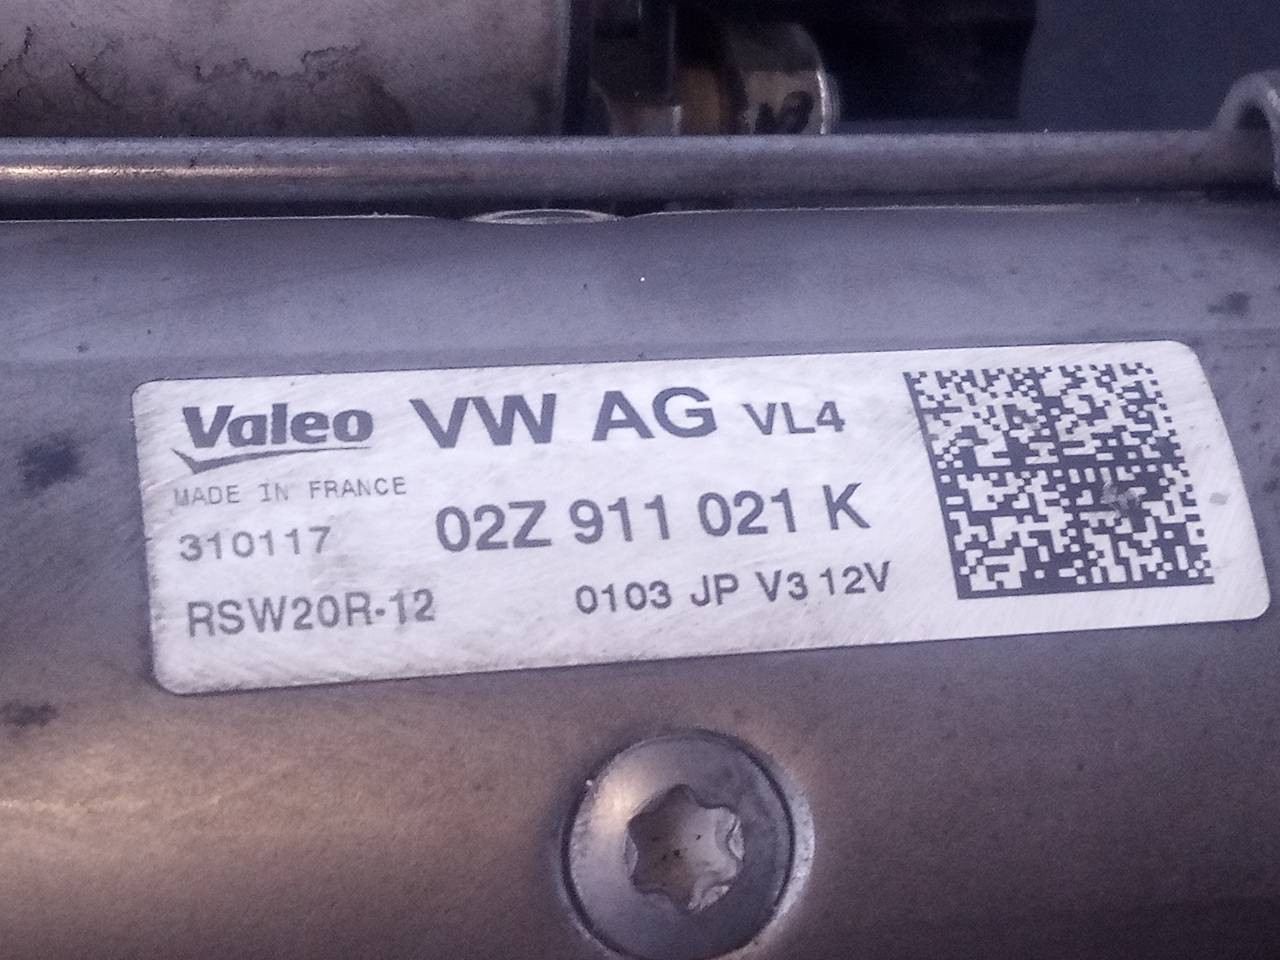 Valeo VW AG VL4
MADE IN FRANCE
310117 02Z 911 021 K
RSW20R-12 0103 JP V3 12V